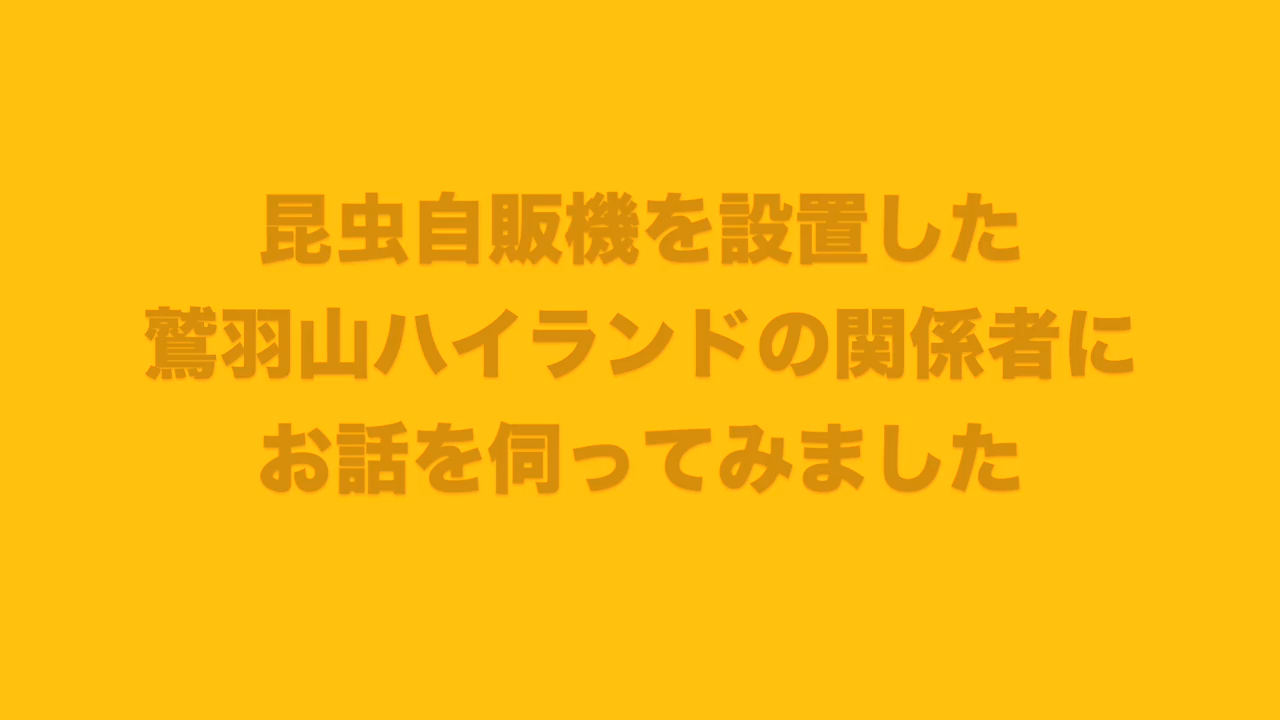 昆虫自販機を設置した
鷲羽山ハイランドの関係者に
お話を伺ってみました